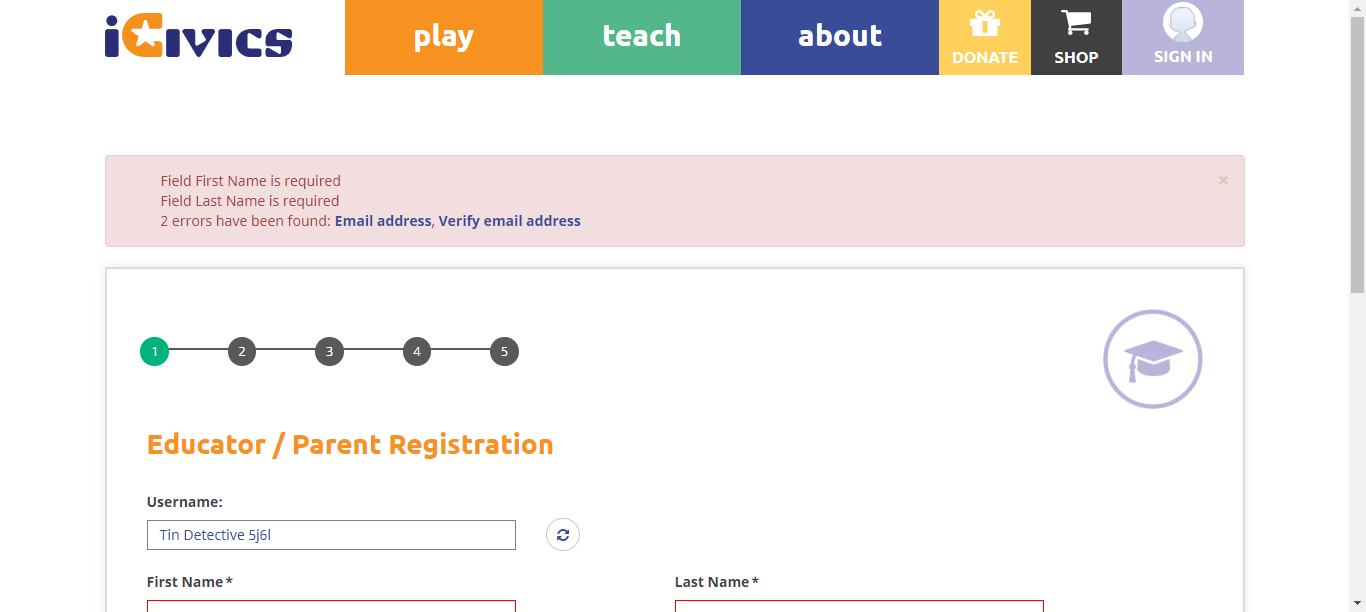 iCivics
play
teach
about
DONATE
SHOP
SIGN IN
Field First Name is required
Field Last Name is required
2 errors have been found: Email address, Verify email address
×
1 2 3 4 5
Educator / Parent Registration
Username:
Tin Detective 5j6l
First Name*
Last Name*